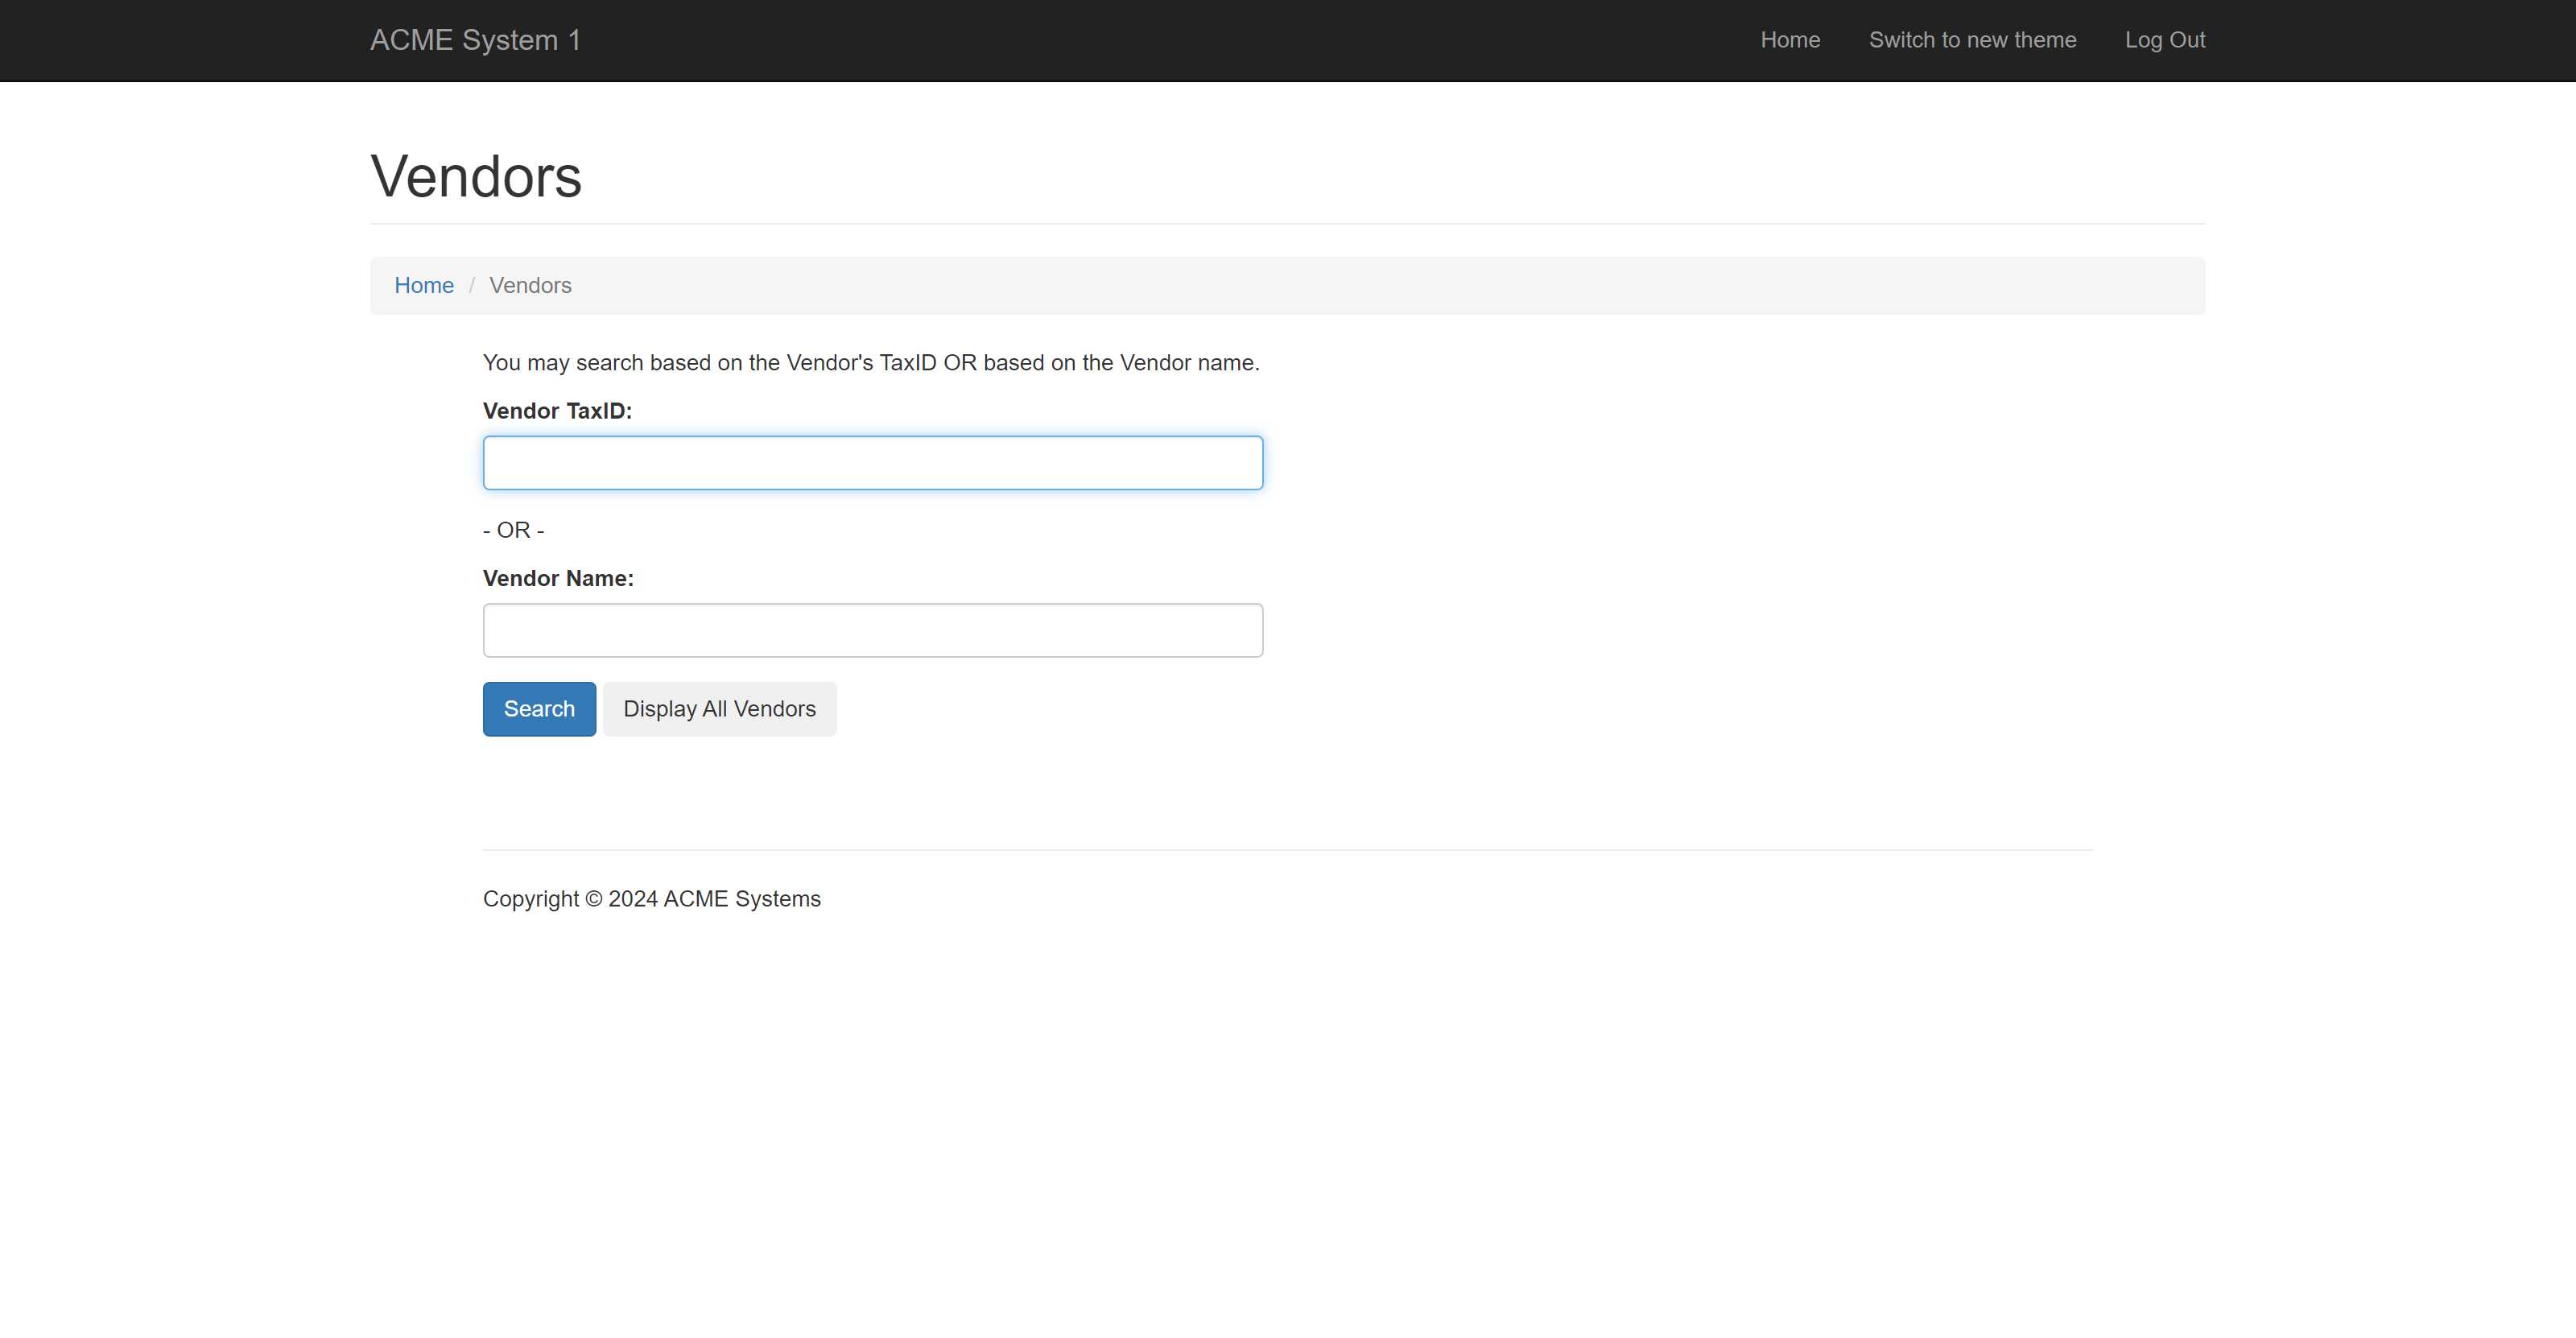 ACME System 1
Home
Switch to new theme
Log Out
Vendors
Home / Vendors
You may search based on the Vendor's TaxID OR based on the Vendor name.
Vendor TaxID:
- OR -
Vendor Name:
Search
Display All Vendors
Copyright © 2024 ACME Systems